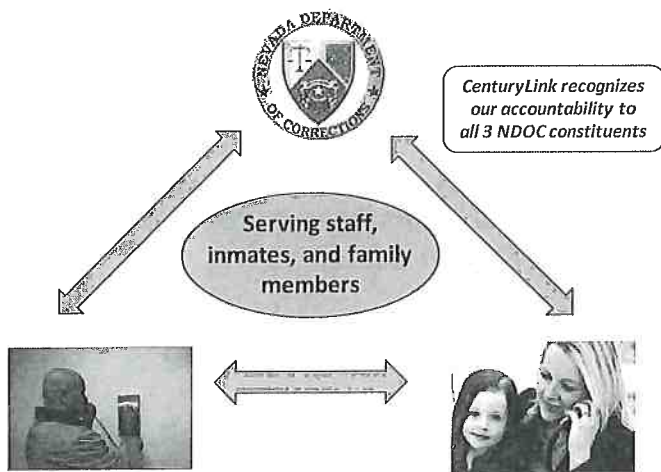 NEVADA DEPARTMENT
OF CORRECTIONS
CenturyLink recognizes
our accountability to
all 3 NDOC constituents
Serving staff,
inmates, and family
members